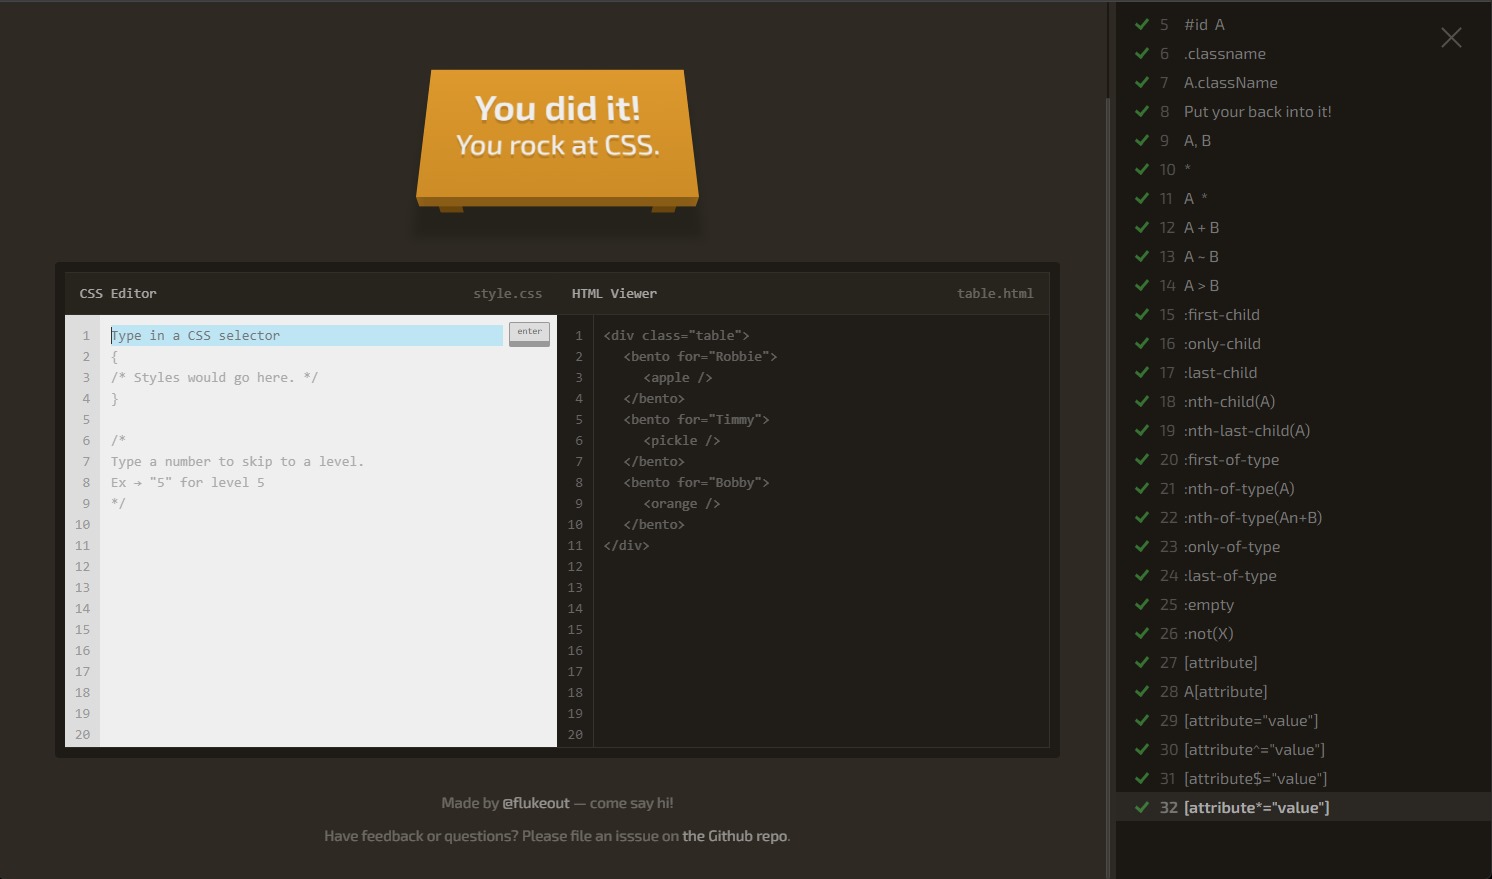 You did it!
You rock at CSS.
CSS Editor
style.css
HTML Viewer
table.html
1 Type in a CSS selector
enter
2 {
3 /* Styles would go here. */
4 }
5
6 /*
7 Type a number to skip to a level.
8 Ex → "5" for level 5
9 */
10
11
12
13
14
15
16
17
18
19
20
1 <div class="table">
2 <bento for="Robbie">
3 <apple />
4 </bento>
5 <bento for="Timmy">
6 <pickle />
7 </bento>
8 <bento for="Bobby">
9 <orange />
10 </bento>
11 </div>
12
13
14
15
16
17
18
19
20
Made by @flukeout — come say hi!
Have feedback or questions? Please file an isssue on the Github repo.
5 #id A
6 .classname
7 A.className
8 Put your back into it!
9 A, B
10 *
11 A *
12 A + B
13 A ~ B
14 A > B
15 :first-child
16 :only-child
17 :last-child
18 :nth-child(A)
19 :nth-last-child(A)
20 :first-of-type
21 :nth-of-type(A)
22 :nth-of-type(An+B)
23 :only-of-type
24 :last-of-type
25 :empty
26 :not(X)
27 [attribute]
28 A[attribute]
29 [attribute="value"]
30 [attribute^="value"]
31 [attribute$="value"]
32 [attribute*="value"]